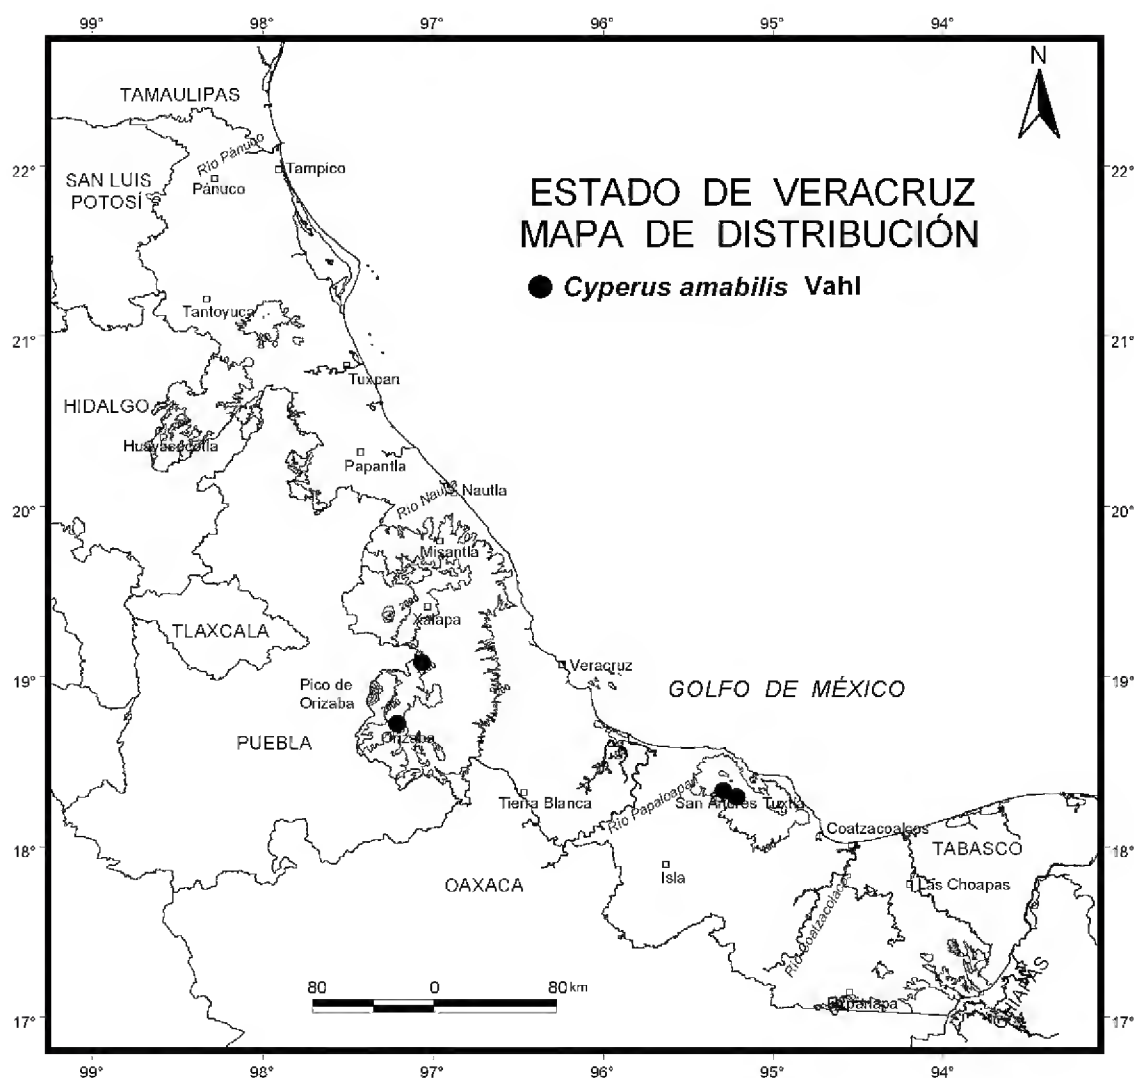 99° 98° 97° 96° 95° 94°
N
TAMAULIPAS
Río Pánuco
22° Tampico 22°
SAN LUIS
POTOSÍ
Pánuco
ESTADO DE VERACRUZ
MAPA DE DISTRIBUCIÓN
Cyperus amabilis Vahl
Tantoyuca
21° 21°
Tuxpan
HIDALGO
Huayacocotla
Papantla
Nautla
Río Nautla
20° 20°
Misantla
2000
Xalapa
TLAXCALA
Veracruz
19° 19°
Pico de
Orizaba
GOLFO DE MÉXICO
PUEBLA
Orizaba
Río Papaloapan
Tierra Blanca
San Andres Tuxtla
Coatzacoalcos
18° 18°
TABASCO
OAXACA
Isla
Las Choapas
Río Coatzacoalcos
CHIAPAS
80 0 80 km
17° 17°
99° 98° 97° 96° 95° 94°